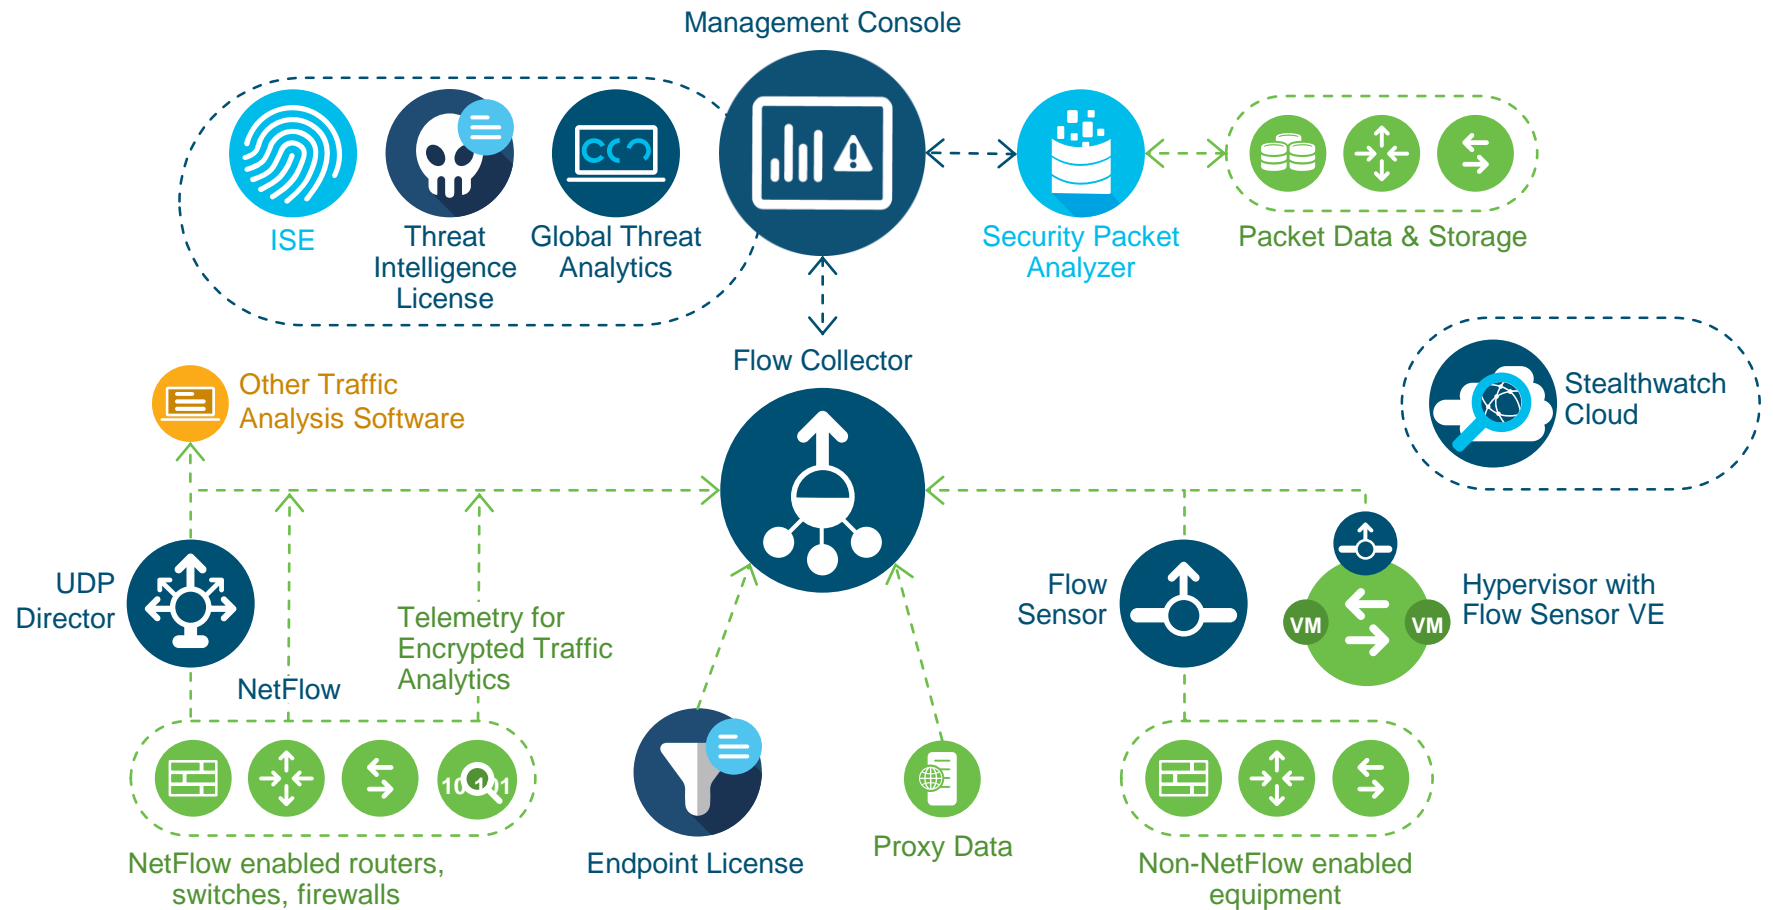 Management Console
ISE
Threat
Intelligence
License
Global Threat
Analytics
Security Packet
Analyzer
Packet Data & Storage
Flow Collector
Other Traffic
Analysis Software
Stealthwatch
Cloud
UDP
Director
NetFlow
Telemetry for
Encrypted Traffic
Analytics
Flow
Sensor
VM
VM
Hypervisor with
Flow Sensor VE
10 101
NetFlow enabled routers,
switches, firewalls
Endpoint License
Proxy Data
Non-NetFlow enabled
equipment